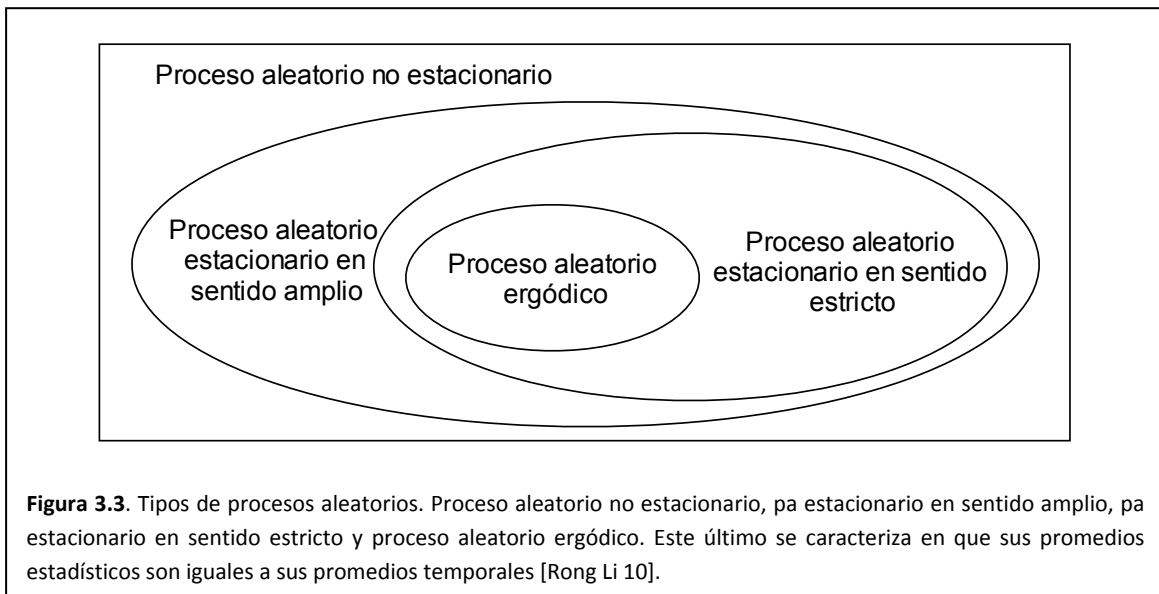 Proceso aleatorio no estacionario
Proceso aleatorio
estacionario en
sentido amplio
Proceso aleatorio
ergódico
Proceso aleatorio
estacionario en sentido
estricto
Figura 3.3. Tipos de procesos aleatorios. Proceso aleatorio no estacionario, pa estacionario en sentido amplio, pa
estacionario en sentido estricto y proceso aleatorio ergódico. Este último se caracteriza en que sus promedios
estadísticos son iguales a sus promedios temporales [Rong Li 10].